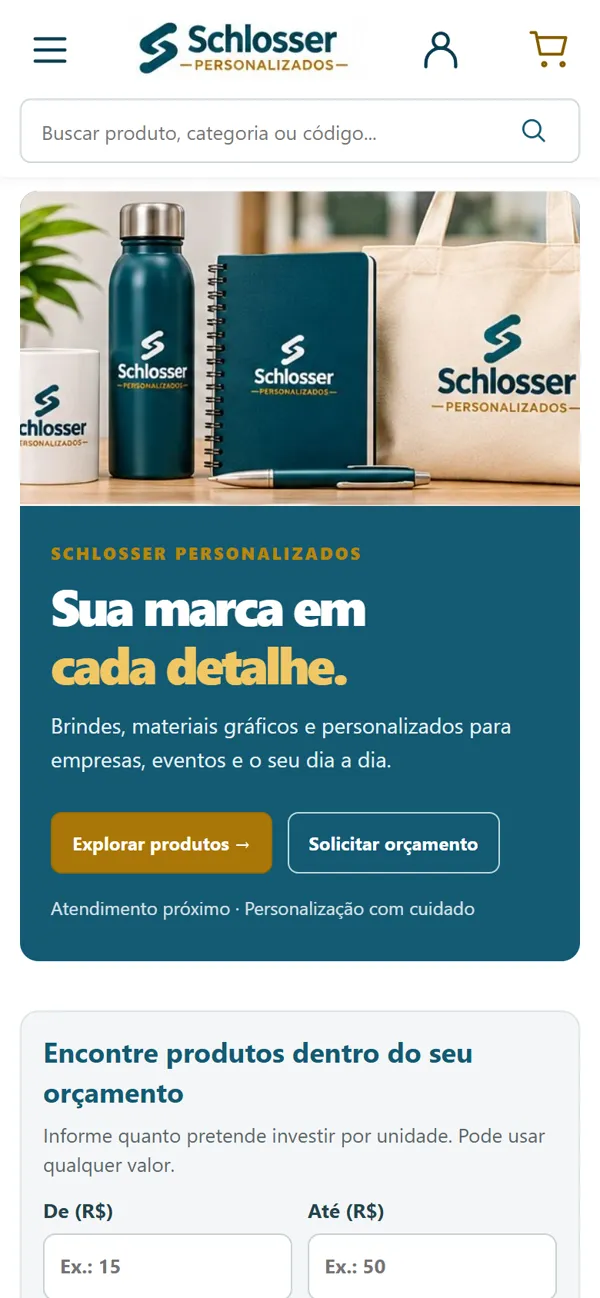 Schlosser
PERSONALIZADOS
Buscar produto, categoria ou código...
Schlosser
PERSONALIZADOS
Schlosser
PERSONALIZADOS
Schlosser
PERSONALIZADOS
chlosser
PERSONALIZADOS
SCHLOSSER PERSONALIZADOS
Sua marca em
cada detalhe.
Brindes, materiais gráficos e personalizados para
empresas, eventos e o seu dia a dia.
Explorar produtos →
Solicitar orçamento
Atendimento próximo · Personalização com cuidado
Encontre produtos dentro do seu
orçamento
Informe quanto pretende investir por unidade. Pode usar
qualquer valor.
De (R$)
Até (R$)
Ex.: 15
Ex.: 50